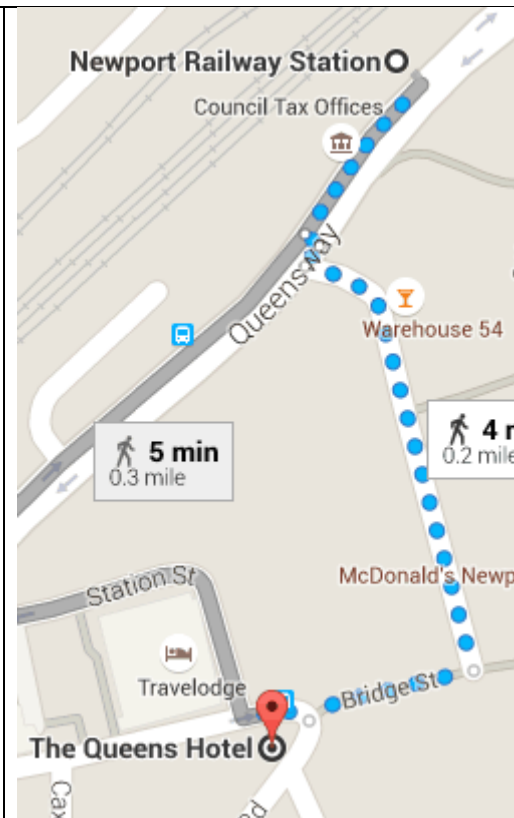 Newport Railway Station
Council Tax Offices
Queensway
Warehouse 54
5 min
0.3 mile
4
0.2 mile
McDonald's Newp
Station St
Travelodge
Bridge St
The Queens Hotel